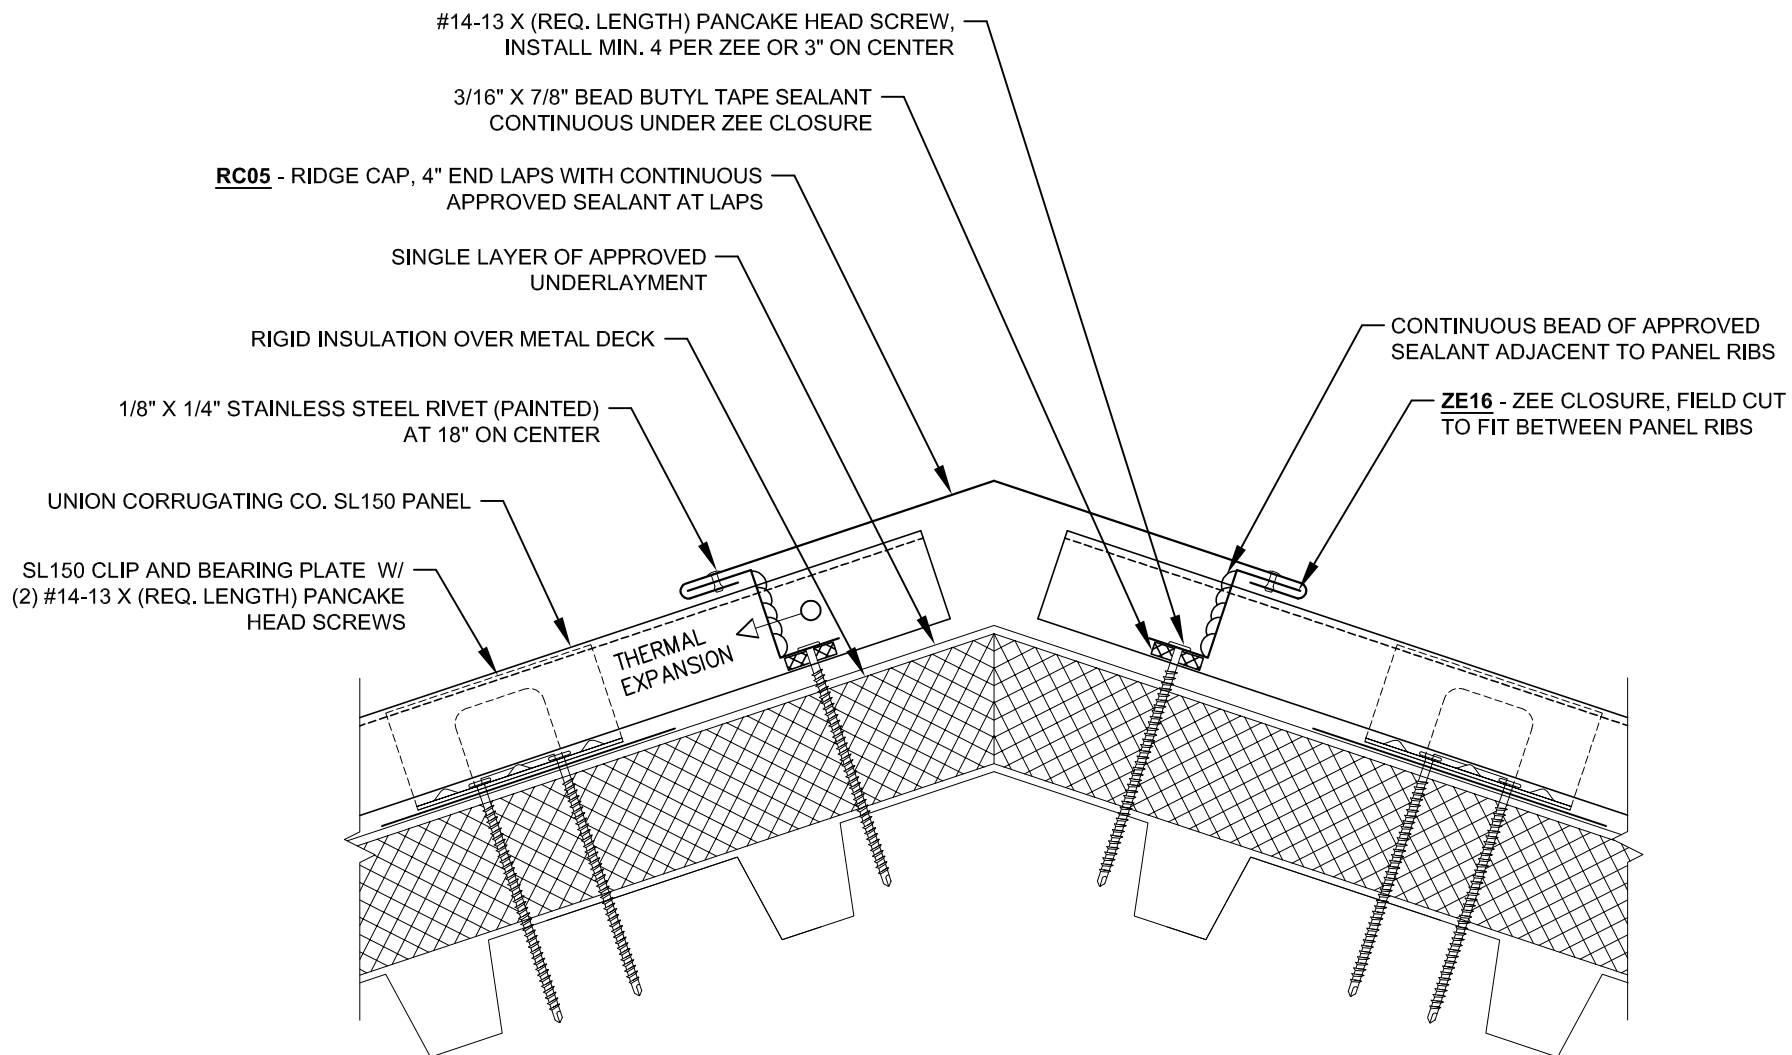 #14-13 X (REQ. LENGTH) PANCAKE HEAD SCREW,
INSTALL MIN. 4 PER ZEE OR 3" ON CENTER
3/16" X 7/8" BEAD BUTYL TAPE SEALANT
CONTINUOUS UNDER ZEE CLOSURE
RC05 - RIDGE CAP, 4" END LAPS WITH CONTINUOUS
APPROVED SEALANT AT LAPS
SINGLE LAYER OF APPROVED
UNDERLAYMENT
RIGID INSULATION OVER METAL DECK
1/8" X 1/4" STAINLESS STEEL RIVET (PAINTED)
AT 18" ON CENTER
UNION CORRUGATING CO. SL150 PANEL
SL150 CLIP AND BEARING PLATE W/
(2) #14-13 X (REQ. LENGTH) PANCAKE
HEAD SCREWS
CONTINUOUS BEAD OF APPROVED
SEALANT ADJACENT TO PANEL RIBS
ZE16 - ZEE CLOSURE, FIELD CUT
TO FIT BETWEEN PANEL RIBS
THERMAL
EXPANSION